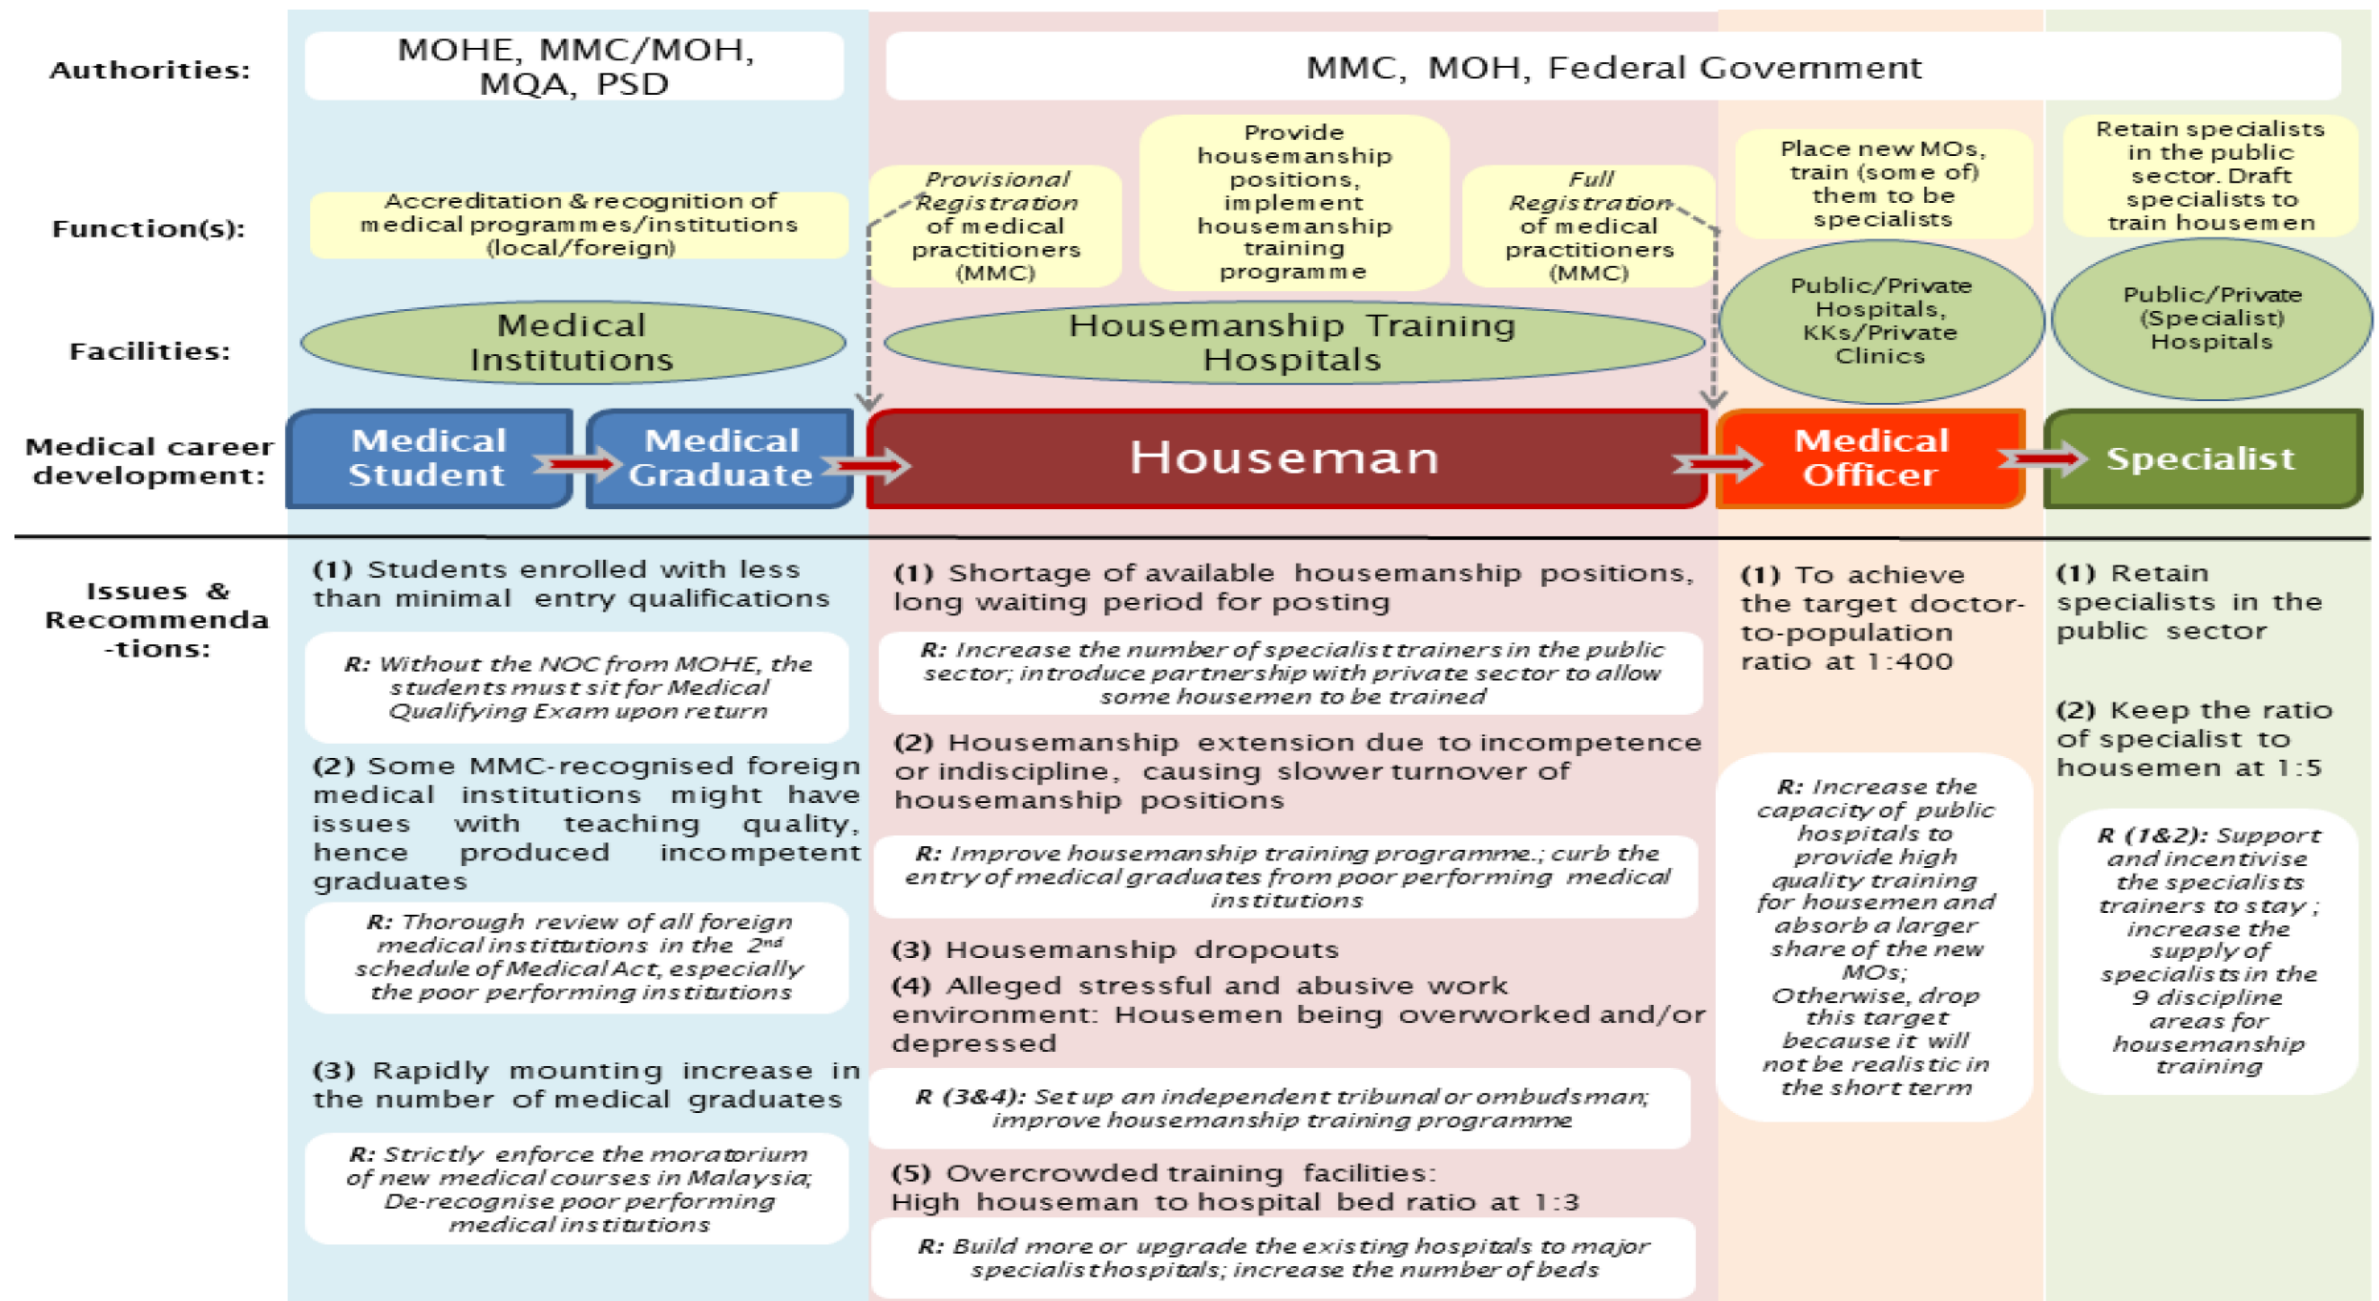 Authorities:
MOHE, MMC/MOH,
MQA, PSD
MMC, MOH, Federal Government
Function(s):
Accreditation & recognition of
medical programmes/institutions
(local/foreign)
Provisional
Registration
of medical
practitioners
(MMC)
Provide
housemanship
positions,
implement
housemanship
training
programme
Full
Registration
of medical
practitioners
(MMC)
Place new MOs,
train (some of)
them to be
specialists
Retain specialists
in the public
sector. Draft
specialists to
train housemen
Facilities:
Medical
Institutions
Housemanship Training
Hospitals
Public/Private
Hospitals,
KKs/Private
Clinics
Public/Private
(Specialist)
Hospitals
Medical career
development:
Medical
Student
Medical
Graduate
Houseman
Medical
Officer
Specialist
Issues &
Recommenda
-tions:
(1) Students enrolled with less
than minimal entry qualifications
R: Without the NOC from MOHE, the
students must sit for Medical
Qualifying Exam upon return
(2) Some MMC-recognised foreign
medical institutions might have
issues with teaching quality,
hence produced incompetent
graduates
R: Thorough review of all foreign
medical instittutions in the 2nd
schedule of Medical Act, especially
the poor performing institutions
(3) Rapidly mounting increase in
the number of medical graduates
R: Strictly enforce the moratorium
of new medical courses in Malaysia;
De-recognise poor performing
medical institutions
(1) Shortage of available housemanship positions,
long waiting period for posting
R: Increase the number of specialist trainers in the public
sector; introduce partnership with private sector to allow
some housemen to be trained
(2) Housemanship extension due to incompetence
or indiscipline, causing slower turnover of
housemanship positions
R: Improve housemanship training programme.; curb the
entry of medical graduates from poor performing medical
institutions
(3) Housemanship dropouts
(4) Alleged stressful and abusive work
environment: Housemen being overworked and/or
depressed
R (3&4): Set up an independent tribunal or ombudsman;
improve housemanship training programme
(5) Overcrowded training facilities:
High houseman to hospital bed ratio at 1:3
R: Build more or upgrade the existing hospitals to major
specialist hospitals; increase the number of beds
(1) To achieve
the target doctor-
to-population
ratio at 1:400
R: Increase the
capacity of public
hospitals to
provide high
quality training
for housemen and
absorb a larger
share of the new
MOs;
Otherwise, drop
this target
because it will
not be realistic in
the short term
(1) Retain
specialists in the
public sector
(2) Keep the ratio
of specialist to
housemen at 1:5
R (1&2): Support
and incentivise
the specialists
trainers to stay ;
increase the
supply of
specialists in the
9 discipline
areas for
housemanship
training